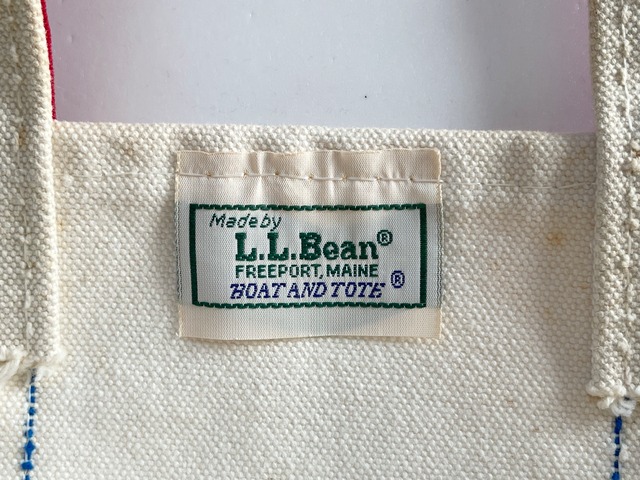 Made by
L.L.Bean®
FREEPORT, MAINE
BOAT AND TOTE®